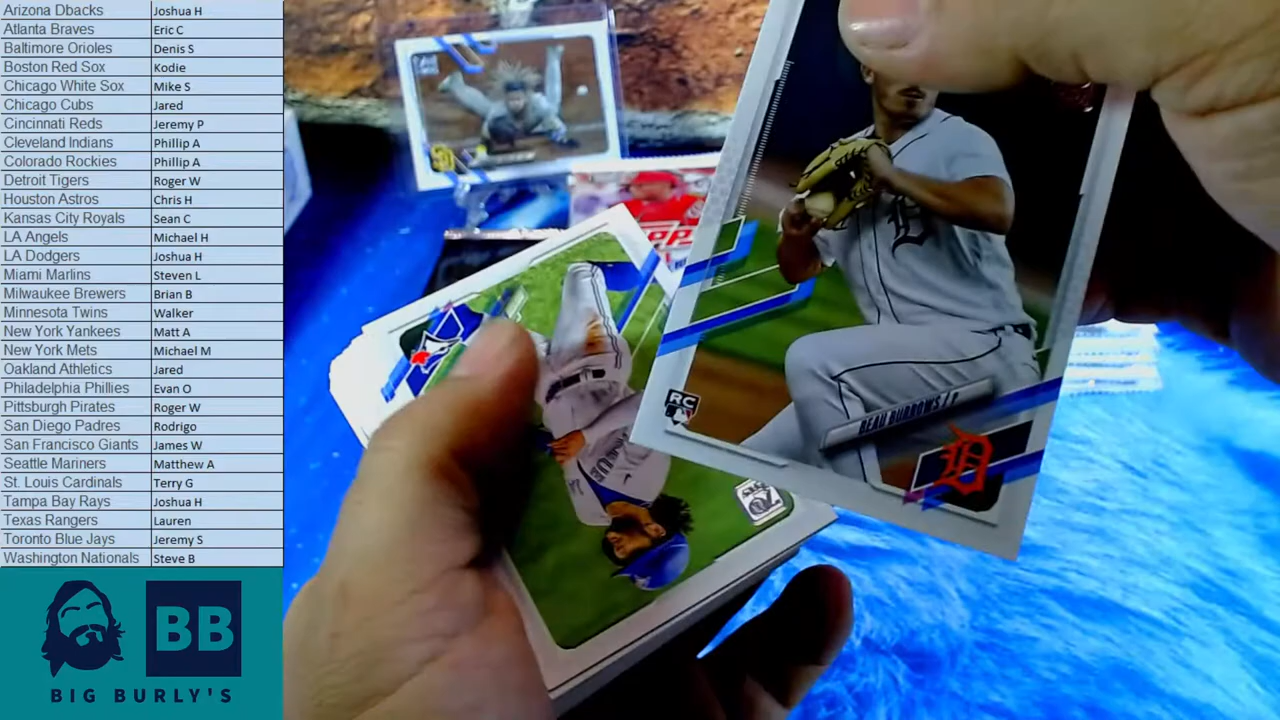 Arizona Dbacks Joshua H
Atlanta Braves Eric C
Baltimore Orioles Denis S
Boston Red Sox Kodie
Chicago White Sox Mike S
Chicago Cubs Jared
Cincinnati Reds Jeremy P
Cleveland Indians Phillip A
Colorado Rockies Phillip A
Detroit Tigers Roger W
Houston Astros Chris H
Kansas City Royals Sean C
LA Angels Michael H
LA Dodgers Joshua H
Miami Marlins Steven L
Milwaukee Brewers Brian B
Minnesota Twins Walker
New York Yankees Matt A
New York Mets Michael M
Oakland Athletics Jared
Philadelphia Phillies Evan O
Pittsburgh Pirates Roger W
San Diego Padres Rodrigo
San Francisco Giants James W
Seattle Mariners Matthew A
St. Louis Cardinals Terry G
Tampa Bay Rays Joshua H
Texas Rangers Lauren
Toronto Blue Jays Jeremy S
Washington Nationals Steve B
BB
BIG BURLY'S
RC
BEAU BURROWS / P
D
D
70